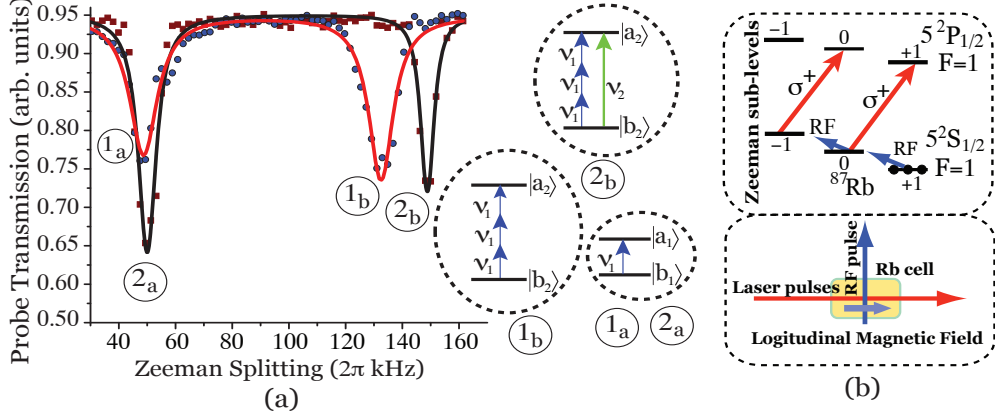 Probe Transmission (arb. units)
0.95
0.90
0.85
0.80
0.75
0.70
0.65
0.60
0.50
40 60 80 100 120 140 160
Zeeman Splitting (2π kHz)
1a
2a
1b
2b
(a)
|a2⟩
ν1
ν1
ν1
ν2
|b2⟩
2b
|a2⟩
ν1
ν1
ν1
|b2⟩
1b
|a1⟩
ν1
|b1⟩
1a 2a
Zeeman sub-levels
-1
0
+1
5 ²P1/2
F=1
σ+
σ+
RF
RF
-1
0
+1
5²S1/2
F=1
87Rb
RF pulse
Rb cell
Laser pulses
Logitudinal Magnetic Field
(b)